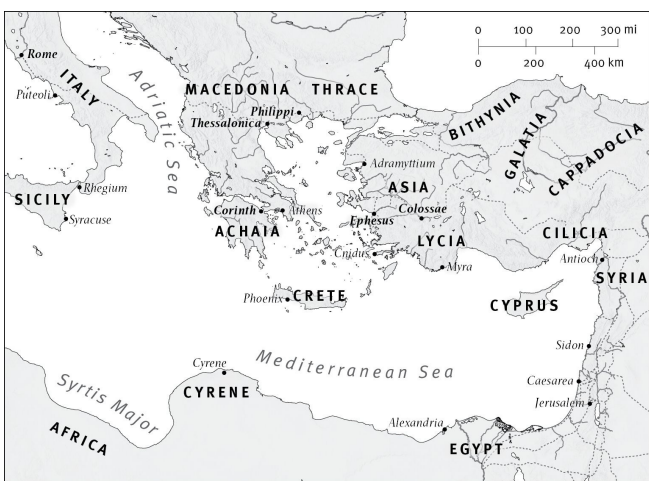 0 100 200 300 mi
0 200 400 km
Rome
ITALY
Puteoli
Adriatic Sea
MACEDONIA THRACE
Philippi
Thessalonica
BITHYNIA
GALATIA
CAPPADOCIA
Adramyttium
ASIA
Rhegium
SICILY
Syracuse
Corinth
Athens
ACHAIA
Ephesus
Colossae
LYCIA
CILICIA
Cnidus
Myra
Antioch
SYRIA
Phoenix
CRETE
CYPRUS
Sidon
Mediterranean Sea
Cyrene
CYRENE
Syrtis Major
Caesarea
Jerusalem
AFRICA
Alexandria
EGYPT